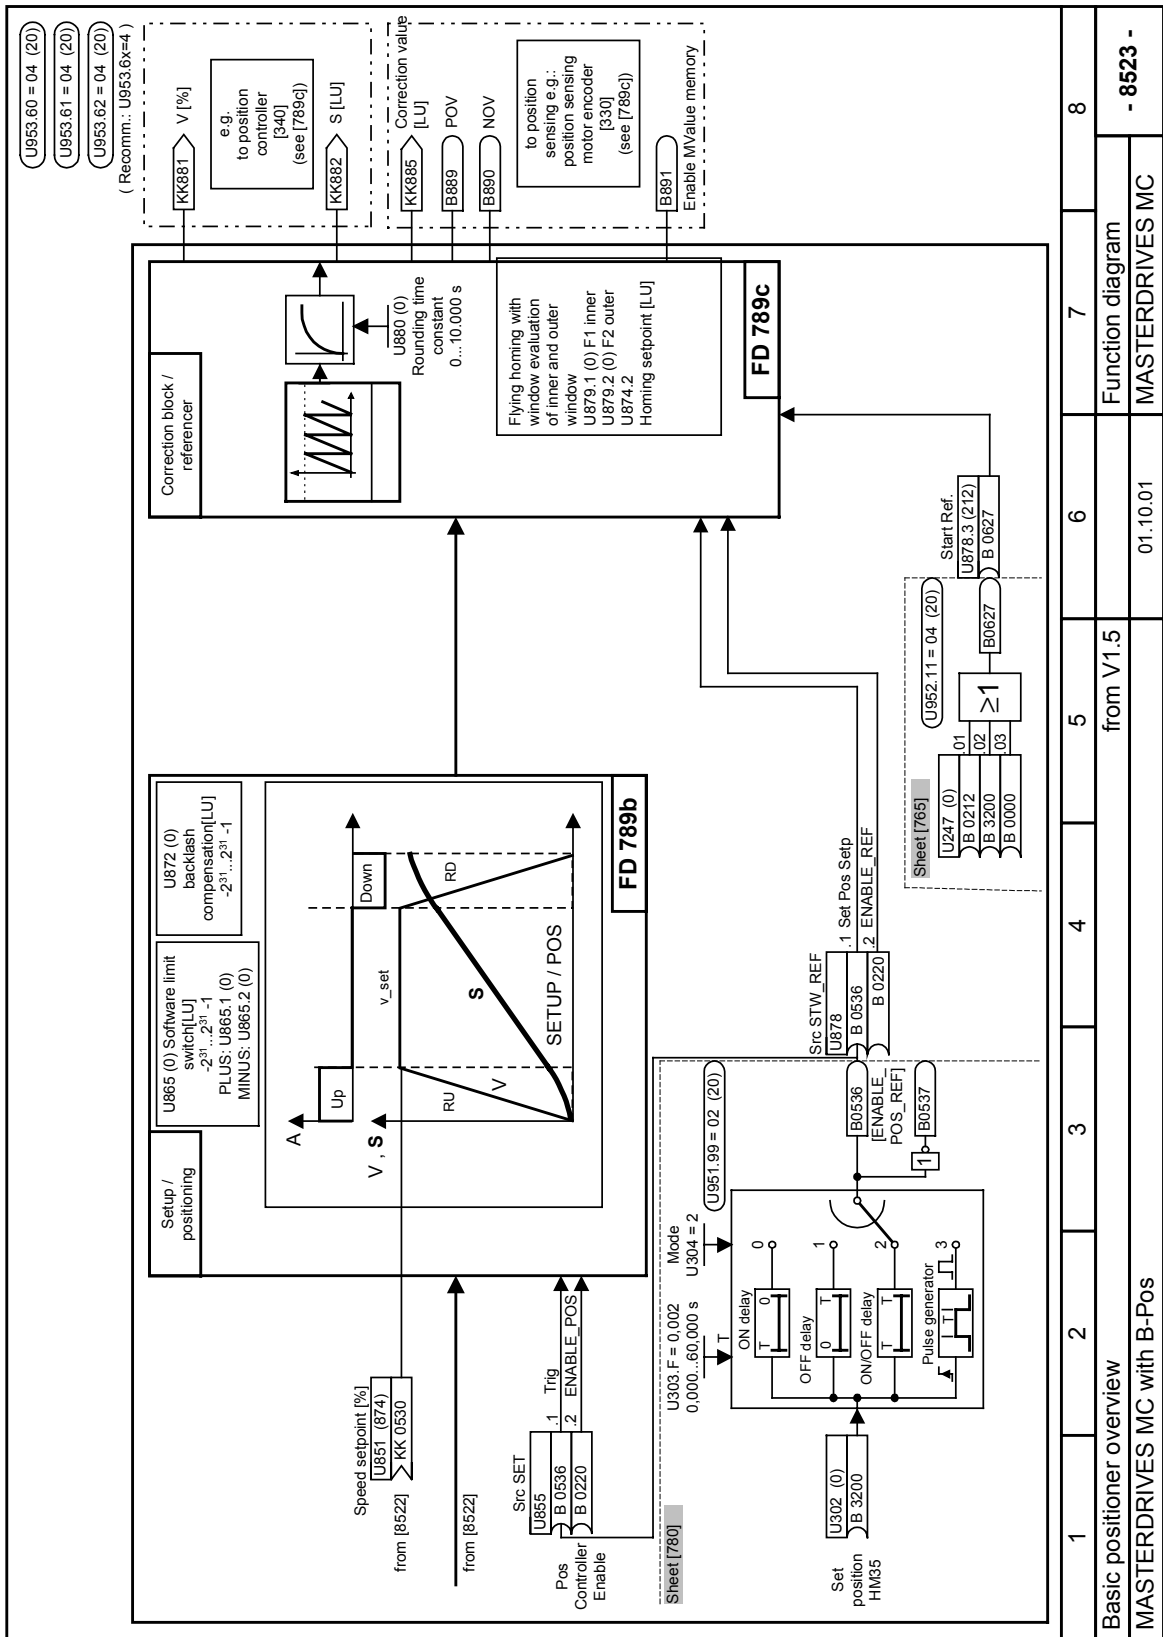 U953.60 = 04 (20)
U953.61 = 04 (20)
U953.62 = 04 (20)
( Recomm.: U953.6x=4 )
Setup /
positioning
U865 (0) Software limit
switch[LU]
-2³¹...2³¹ -1
PLUS: U865.1 (0)
MINUS: U865.2 (0)
U872 (0)
backlash
compensation[LU]
-2³¹...2³¹ -1
A
Up
Down
V , S
v_set
RU
V
S
RD
SETUP / POS
FD 789b
Speed setpoint [%]
U851 (874)
KK 0530
from [8522]
from [8522]
Src SET
U855
B 0536
B 0220
.1
.2
Trig
ENABLE_POS
Pos
Controller
Enable
Correction block /
referencer
U880 (0)
Rounding time
constant
0...10.000 s
Flying homing with
window evaluation
of inner and outer
window
U879.1 (0) F1 inner
U879.2 (0) F2 outer
U874.2
Homing setpoint [LU]
FD 789c
KK881
V [%]
e.g.
to position
controller
[340]
(see [789c])
KK882
S [LU]
KK885
Correction value
[LU]
B889
POV
B890
NOV
to position
sensing e.g.:
position sensing
motor encoder
[330]
(see [789c])
B891
Enable MValue memory
Sheet [780]
Set
position
HM35
U302 (0)
B 3200
U303.F = 0,002
0,000...60,000 s
T
Mode
U304 = 2
U951.99 = 02 (20)
ON delay
T 0
0
OFF delay
0 T
1
ON/OFF delay
T T
2
Pulse generator
T
3
1
B0536
[ENABLE_
POS_REF]
B0537
Src STW_REF
U878
B 0536
B 0220
.1 Set Pos Setp
.2 ENABLE_REF
Sheet [765]
U247 (0)
B 0212
B 3200
B 0000
.01
.02
.03
≥1
U952.11 = 04 (20)
B0627
Start Ref.
U878.3 (212)
B 0627
1 2 3 4 5 6 7 8
Basic positioner overview
from V1.5
Function diagram
- 8523 -
MASTERDRIVES MC with B-Pos
01.10.01
MASTERDRIVES MC